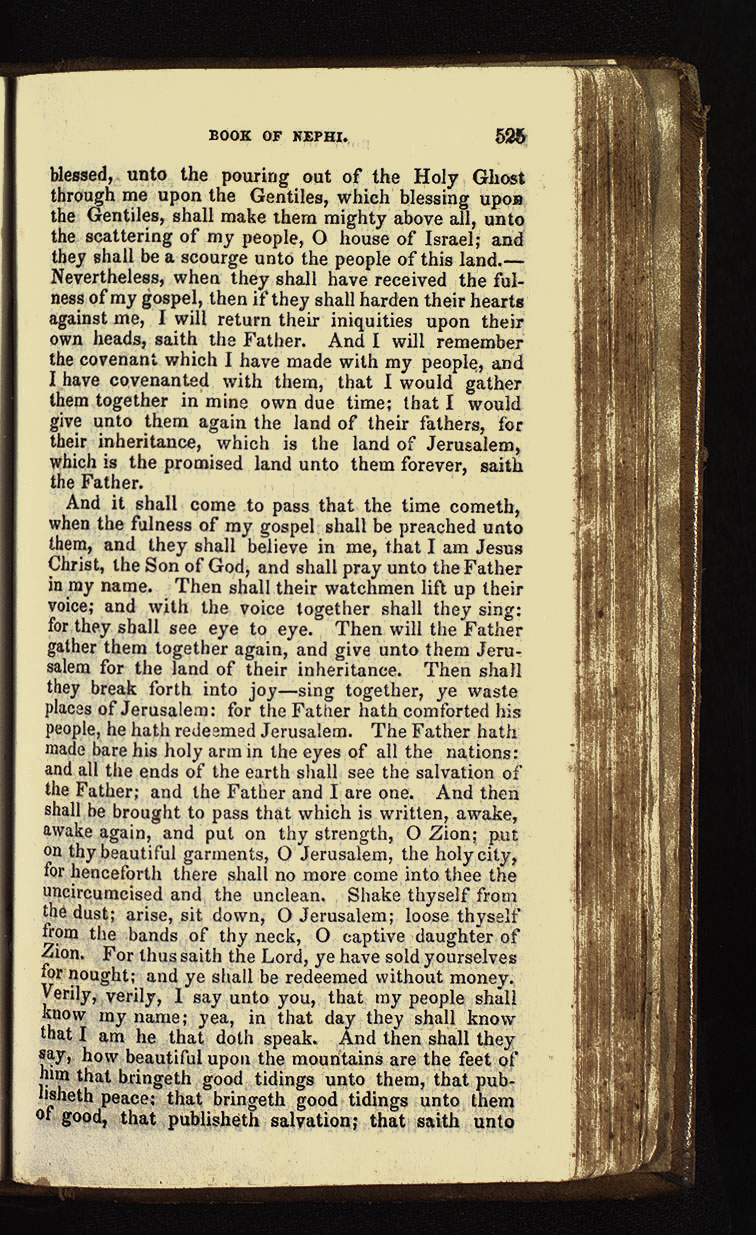 BOOK OF NEPHI. 525
blessed, unto the pouring out of the Holy Ghost
through me upon the Gentiles, which blessing upon
the Gentiles, shall make them mighty above all, unto
the scattering of my people, O house of Israel; and
they shall be a scourge unto the people of this land.—
Nevertheless, when they shall have received the ful-
ness of my gospel, then if they shall harden their hearts
against me, I will return their iniquities upon their
own heads, saith the Father. And I will remember
the covenant which I have made with my people, and
I have covenanted with them, that I would gather
them together in mine own due time; that I would
give unto them again the land of their fathers, for
their inheritance, which is the land of Jerusalem,
which is the promised land unto them forever, saith
the Father.
And it shall come to pass that the time cometh,
when the fulness of my gospel shall be preached unto
them, and they shall believe in me, that I am Jesus
Christ, the Son of God, and shall pray unto the Father
in my name. Then shall their watchmen lift up their
voice; and with the voice together shall they sing:
for they shall see eye to eye. Then will the Father
gather them together again, and give unto them Jeru-
salem for the land of their inheritance. Then shall
they break forth into joy—sing together, ye waste
places of Jerusalem: for the Father hath comforted his
people, he hath redeemed Jerusalem. The Father hath
made bare his holy arm in the eyes of all the nations:
and all the ends of the earth shall see the salvation of
the Father; and the Father and I are one. And then
shall be brought to pass that which is written, awake,
awake again, and put on thy strength, O Zion; put
on thy beautiful garments, O Jerusalem, the holy city,
for henceforth there shall no more come into thee the
uncircumcised and the unclean. Shake thyself from
the dust; arise, sit down, O Jerusalem; loose thyself
from the bands of thy neck, O captive daughter of
Zion. For thus saith the Lord, ye have sold yourselves
for nought; and ye shall be redeemed without money.
Verily, verily, I say unto you, that my people shall
know my name; yea, in that day they shall know
that I am he that doth speak. And then shall they
say, how beautiful upon the mountains are the feet of
him that bringeth good tidings unto them, that pub-
lisheth peace; that bringeth good tidings unto them
of good, that publisheth salvation; that saith unto